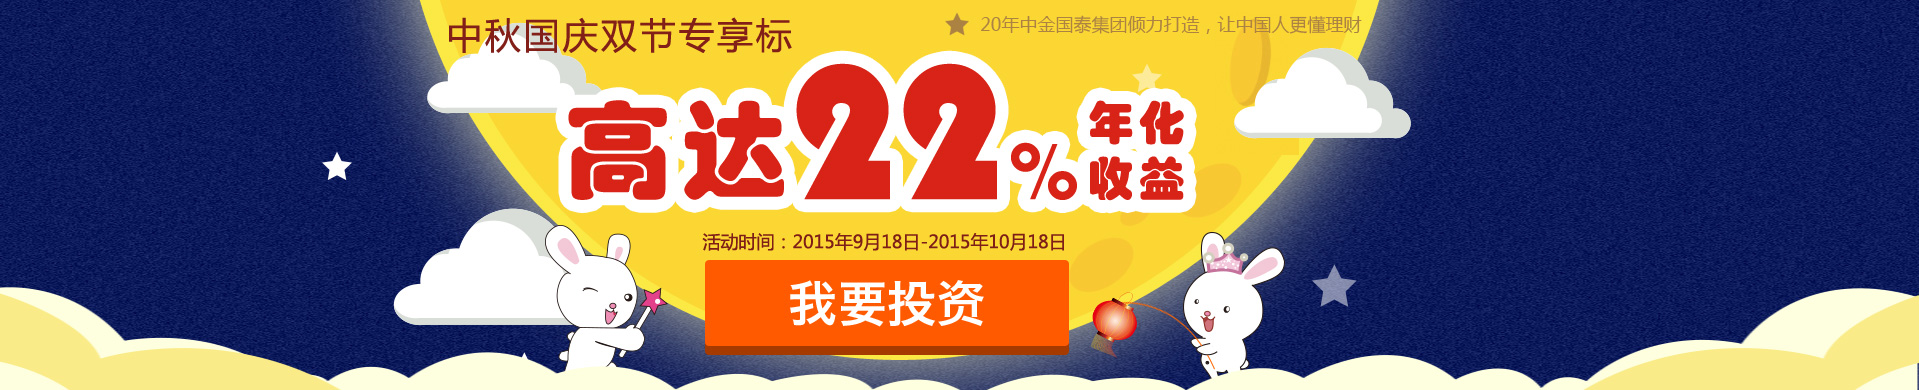 中秋国庆双节专享标
20年中金国泰集团倾力打造，让中国人更懂理财
高达22%年化收益
活动时间：2015年9月18日-2015年10月18日
我要投资